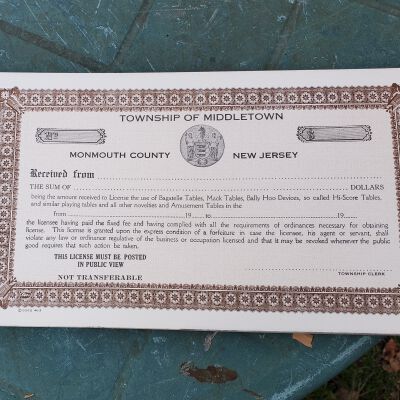 TOWNSHIP OF MIDDLETOWN
No
$
MONMOUTH COUNTY NEW JERSEY
Received from
THE SUM OF DOLLARS
being the amount received to License the use of Bagatelle Tables, Mack Tables, Bally Hoo Devices, so called Hi-Score Tables,
and similar playing tables and all other novelties and Amusement Tables in the
from 19 to 19
the licensee having paid the fixed fee and having complied with all the requirements of ordinances necessary for obtaining
license. This license is granted upon the express condition of a forfeiture in case the licensee, his agent or servant, shall
violate any law or ordinance regulative of the business or occupation licensed and that it may be revoked whenever the public
good requires that such action be taken.
THIS LICENSE MUST BE POSTED
IN PUBLIC VIEW
NOT TRANSFERABLE
TOWNSHIP CLERK